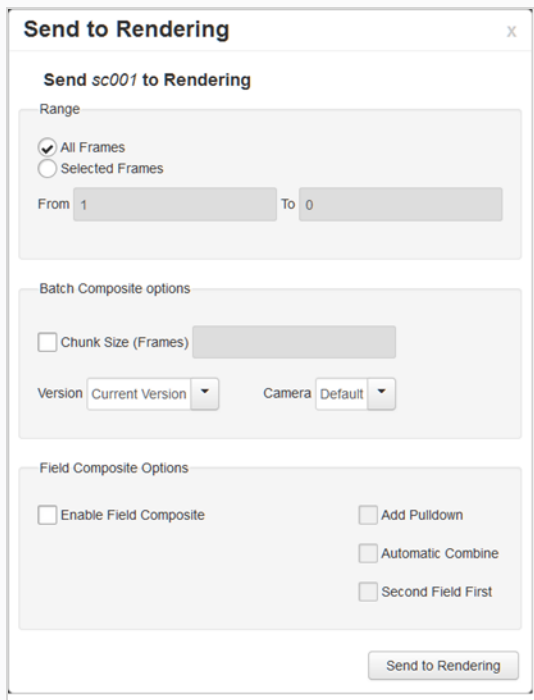 Send to Rendering x
Send sc001 to Rendering
Range
All Frames
Selected Frames
From 1 To 0
Batch Composite options
Chunk Size (Frames)
Version Current Version Camera Default
Field Composite Options
Enable Field Composite Add Pulldown
Automatic Combine
Second Field First
Send to Rendering